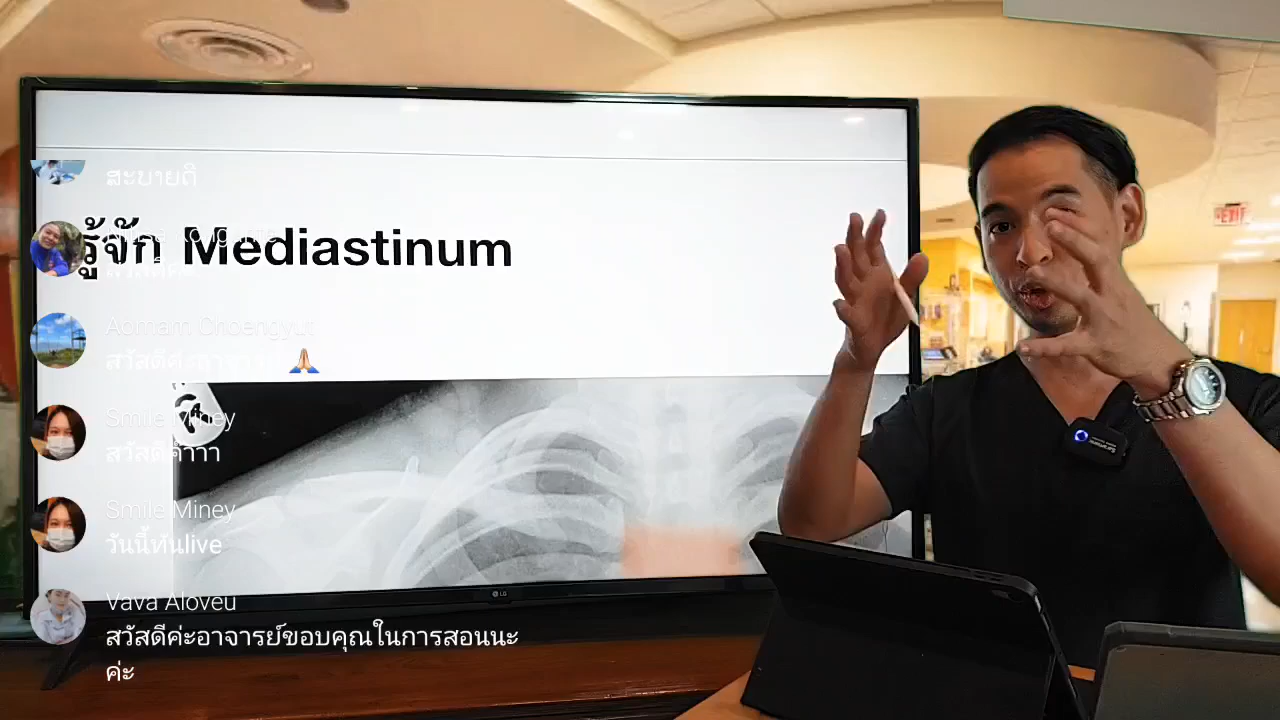 สะบายดี
รู้จัก Mediastinum
Aomam Choengyut
สวัสดีค่ะอาจารย์ 🙏
Smile Miney
สวัสดีค้าาา
Smile Miney
วันนี้ทันlive
Vava Aloveu
สวัสดีค่ะอาจารย์ขอบคุณในการสอนนะ
ค่ะ
EXIT
LG